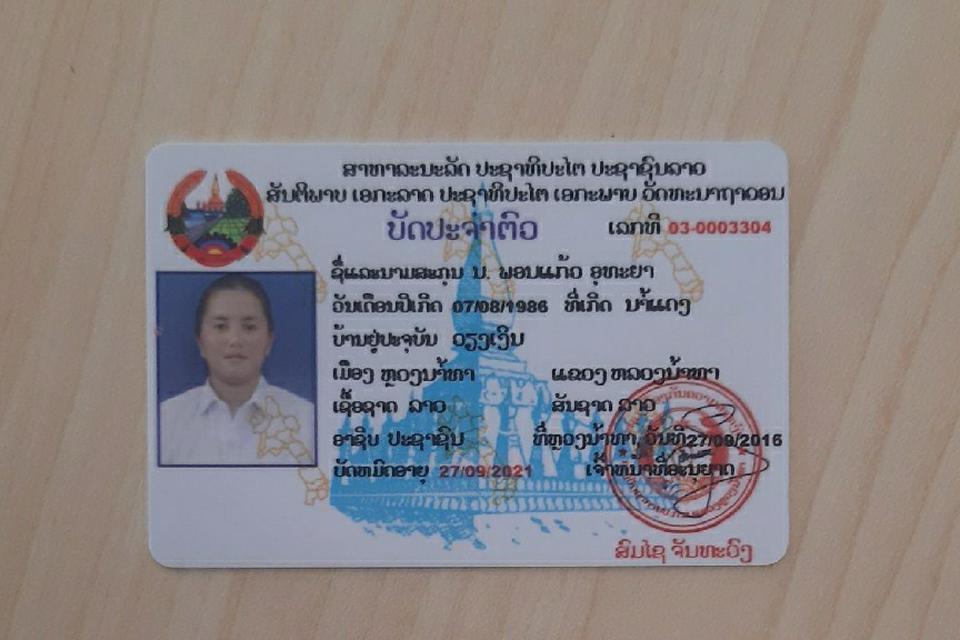 ສາທາລະນະລັດ ປະຊາທິປະໄຕ ປະຊາຊົນລາວ
ສັນຕິພາບ ເອກະລາດ ປະຊາທິປະໄຕ ເອກະພາບ ວັດທະນາຖາວອນ
ບັດປະຈຳຕົວ
ເລກທີ 03-0003304
ຊື່ແລະນາມສະກຸນ ນ. ພອນແກ້ວ ອຸທະຍາ
ວັນເດືອນປີເກີດ 07/08/1986 ທີ່ເກີດ ນ້ຳແດງ
ບ້ານຢູ່ປະຈຸບັນ ວຽງເງິນ
ເມືອງ ຫຼວງນ້ຳທາ ແຂວງ ຫລວງນ້ຳທາ
ເຊື້ອຊາດ ລາວ ສັນຊາດ ລາວ
ອາຊີບ ປະຊາຊົນ ທີ່ຫຼວງນ້ຳທາ, ວັນທີ27/09/2016
ບັດຫມົດອາຍຸ 27/09/2021 ເຈົ້າຫນ້າທີ່ອະນຸຍາດ
ສົມໄຊ ຈັນທະວົງ